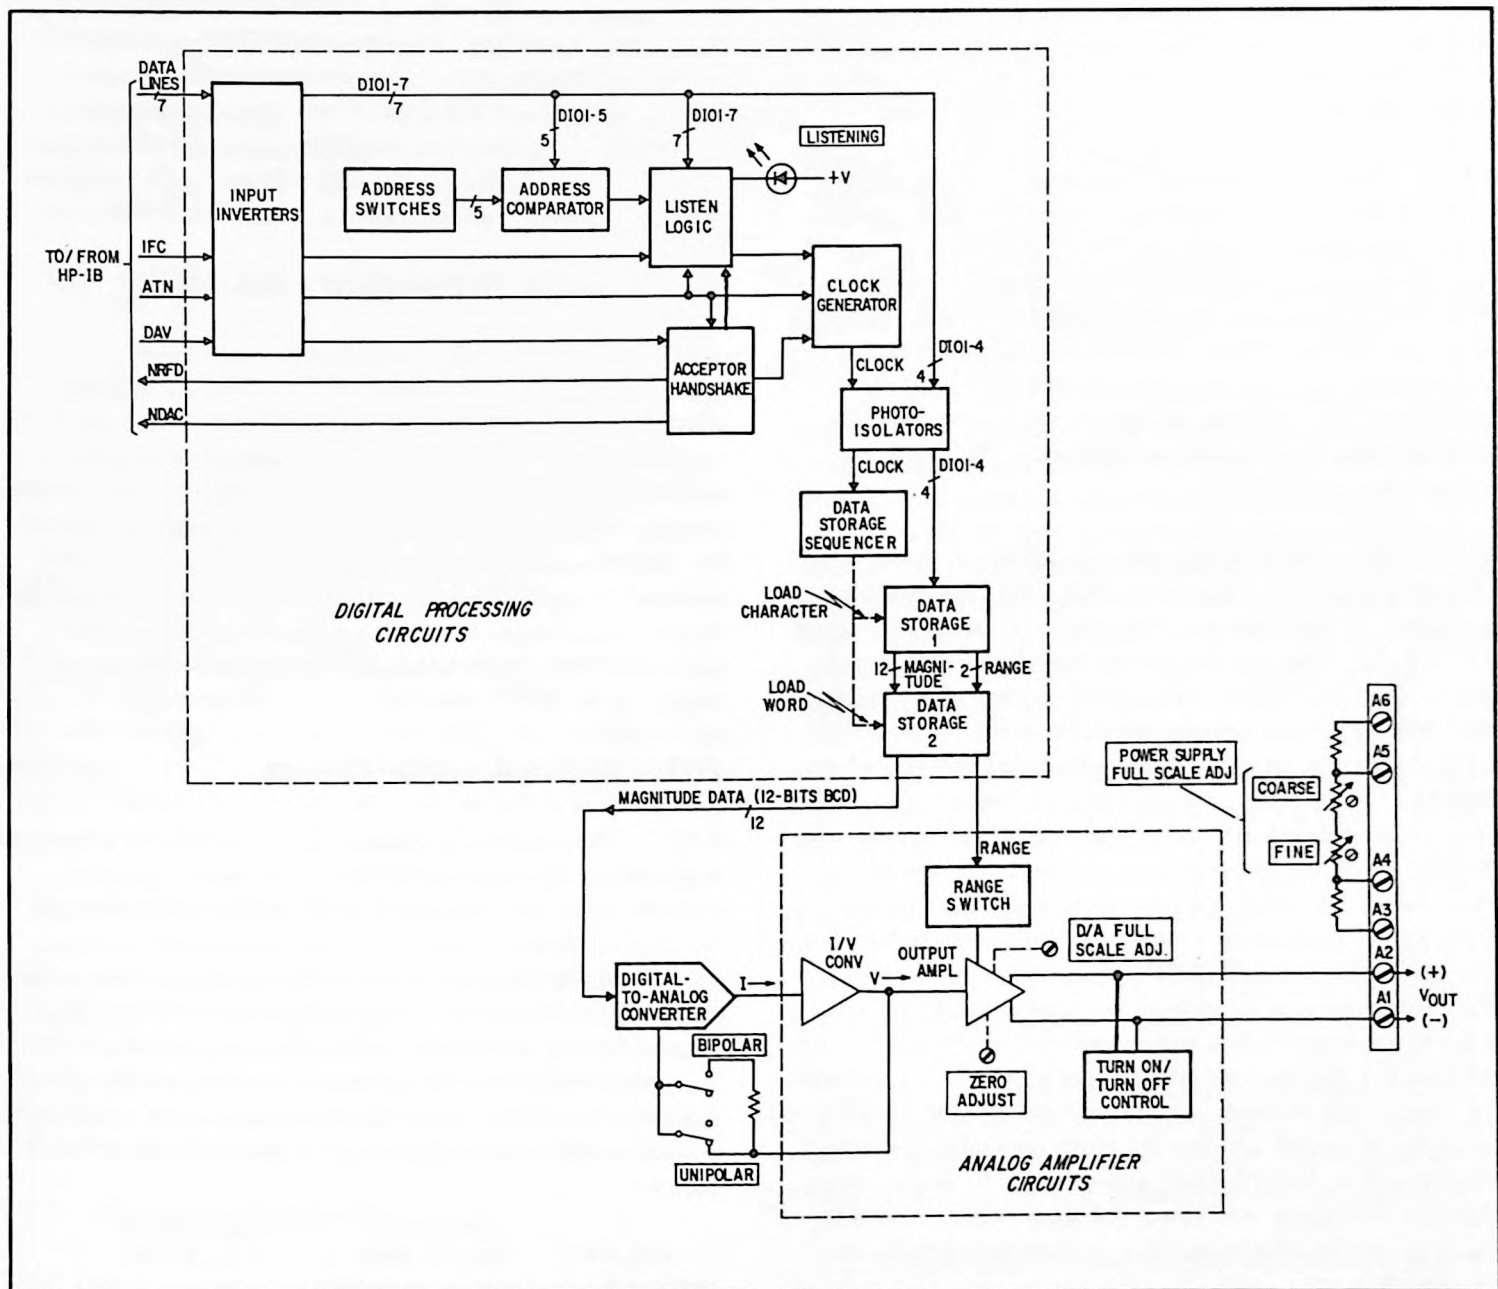 DATA
LINES
7
DIO1-7
7
DIO1-5
5
DIO1-7
7
LISTENING
+V
INPUT
INVERTERS
ADDRESS
SWITCHES
5
ADDRESS
COMPARATOR
LISTEN
LOGIC
TO/FROM
HP-IB
IFC
ATN
DAV
NRFD
NDAC
CLOCK
GENERATOR
ACCEPTOR
HANDSHAKE
CLOCK
DIO1-4
4
PHOTO-
ISOLATORS
CLOCK
DIO1-4
4
DATA
STORAGE
SEQUENCER
LOAD
CHARACTER
DATA
STORAGE
1
12
MAGNI-
TUDE
2
RANGE
LOAD
WORD
DATA
STORAGE
2
DIGITAL PROCESSING
CIRCUITS
MAGNITUDE DATA (12-BITS BCD)
12
POWER SUPPLY
FULL SCALE ADJ
COARSE
FINE
A6
A5
A4
A3
A2
A1
(+)
VOUT
(-)
RANGE
RANGE
SWITCH
D/A FULL
SCALE ADJ.
I/V
CONV
OUTPUT
AMPL
V
I
DIGITAL-
TO-ANALOG
CONVERTER
BIPOLAR
UNIPOLAR
ZERO
ADJUST
TURN ON/
TURN OFF
CONTROL
ANALOG AMPLIFIER
CIRCUITS